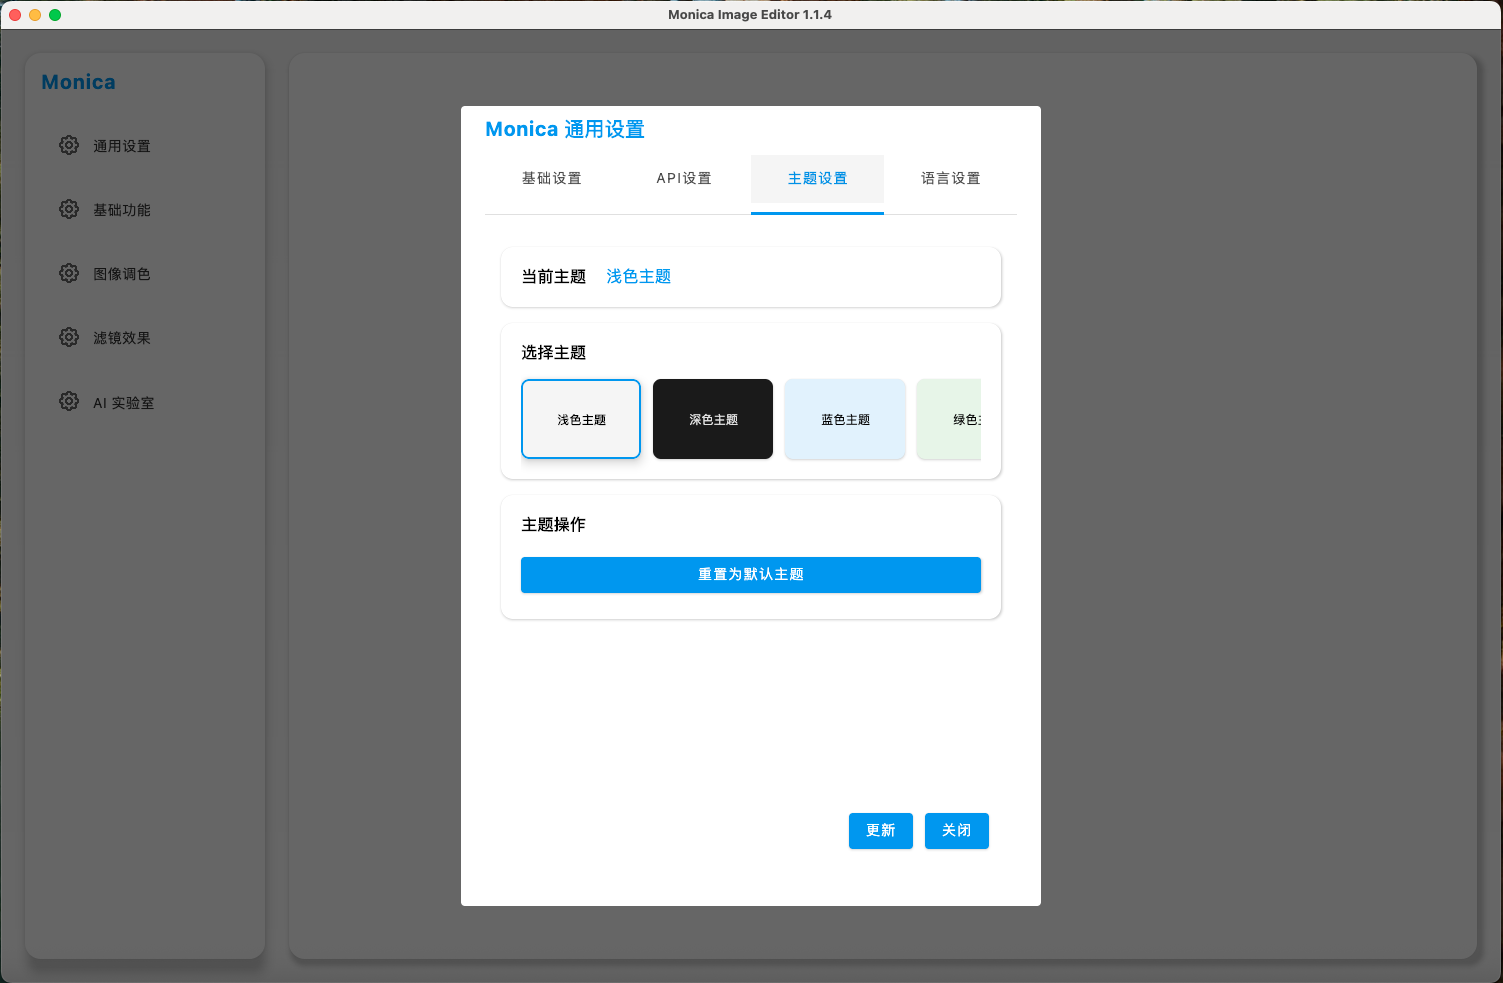 Monica Image Editor 1.1.4
Monica
通用设置
基础功能
图像调色
滤镜效果
AI 实验室
Monica 通用设置
基础设置
API设置
主题设置
语言设置
当前主题 浅色主题
选择主题
浅色主题
深色主题
蓝色主题
绿色
主题操作
重置为默认主题
更新
关闭